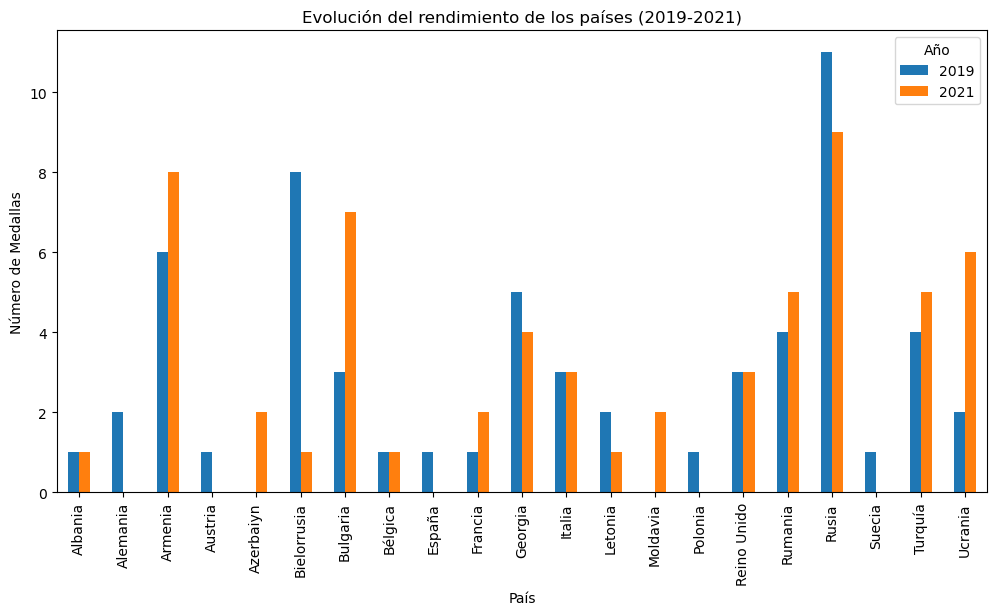 Evolución del rendimiento de los países (2019-2021)
Año
2019
2021
Número de Medallas
10
8
6
4
2
0
Albania
Alemania
Armenia
Austria
Azerbaiyn
Bielorrusia
Bulgaria
Bélgica
España
Francia
Georgia
Italia
Letonia
Moldavia
Polonia
Reino Unido
Rumania
Rusia
Suecia
Turquía
Ucrania
País